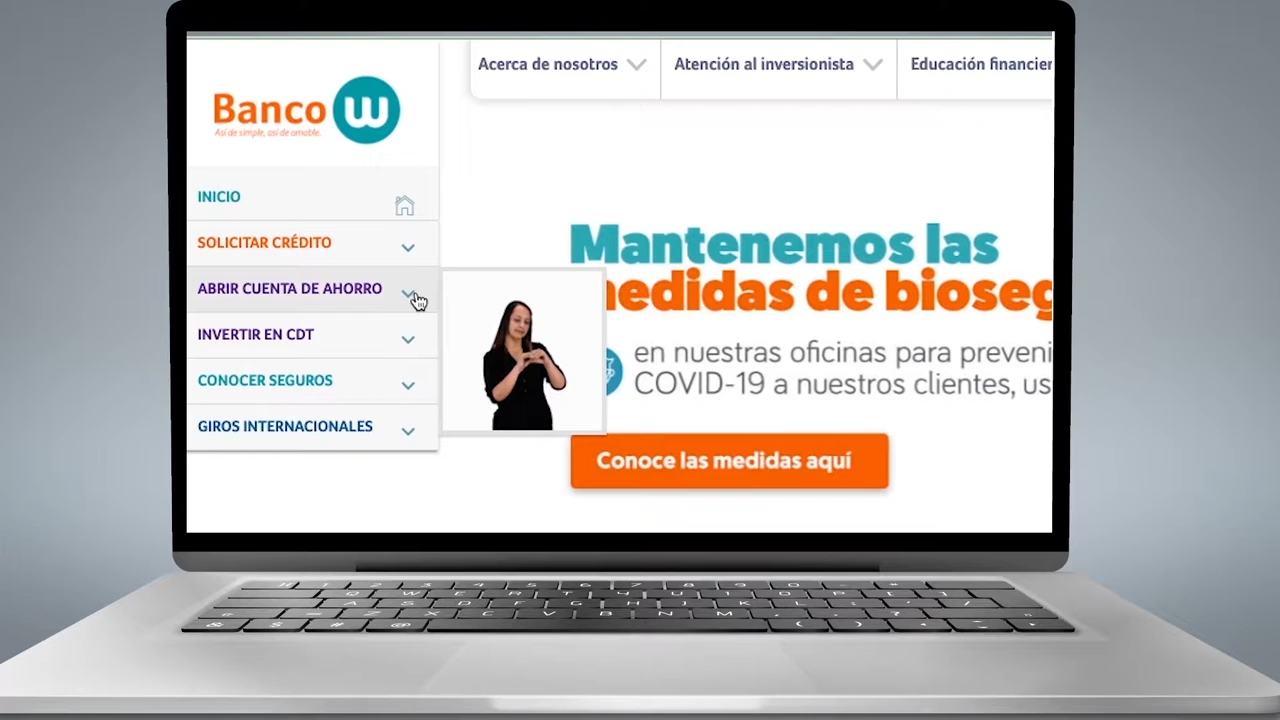 Acerca de nosotros
Atención al inversionista
Educación financier
Banco W
Así de simple, así de amable.
INICIO
SOLICITAR CRÉDITO
ABRIR CUENTA DE AHORRO
INVERTIR EN CDT
CONOCER SEGUROS
GIROS INTERNACIONALES
Mantenemos las
medidas de bioseg
en nuestras oficinas para preveni
COVID-19 a nuestros clientes, us
Conoce las medidas aquí